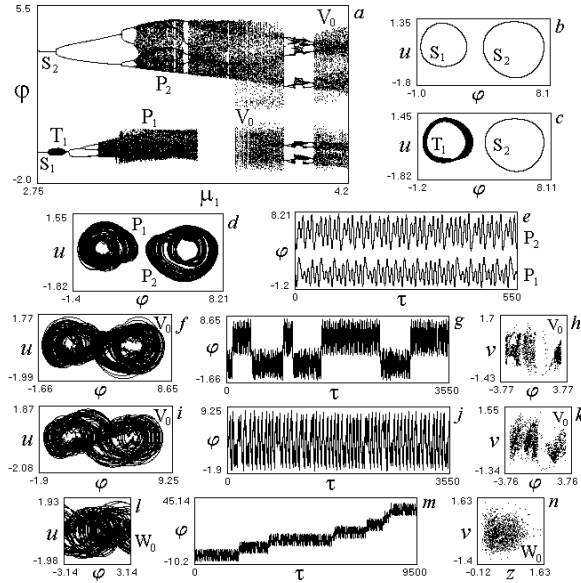 5.5 V₀ a
S₂ P₂
φ
P₁ V₀
T₁
S₁
-2.0
2.75 μ₁ 4.2
1.35 b
u S₁ S₂
-1.8
-1.0 φ 8.1
1.45 c
u T₁ S₂
-1.82
-1.2 φ 8.11
1.55 d
u P₁
P₂
-1.82
-1.4 φ 8.21
8.21 e
φ P₂
P₁
-1.2
0 τ 550
1.77 V₀ f
u
-1.99
-1.66 φ 8.65
8.65 g
φ
-1.66
0 τ 3550
1.7 V₀ h
v
-1.43
-3.77 φ 3.77
1.87 V₀ i
u
-2.08
-1.9 φ 9.25
9.25 j
φ
-1.9
0 τ 3550
1.55 V₀ k
v
-1.34
-3.76 φ 3.76
1.93 l
u W₀
-1.98
-3.14 φ 3.14
45.14 m
φ
-10.2
0 τ 9500
1.63 n
v W₀
-1.4
-0.12 z 1.63